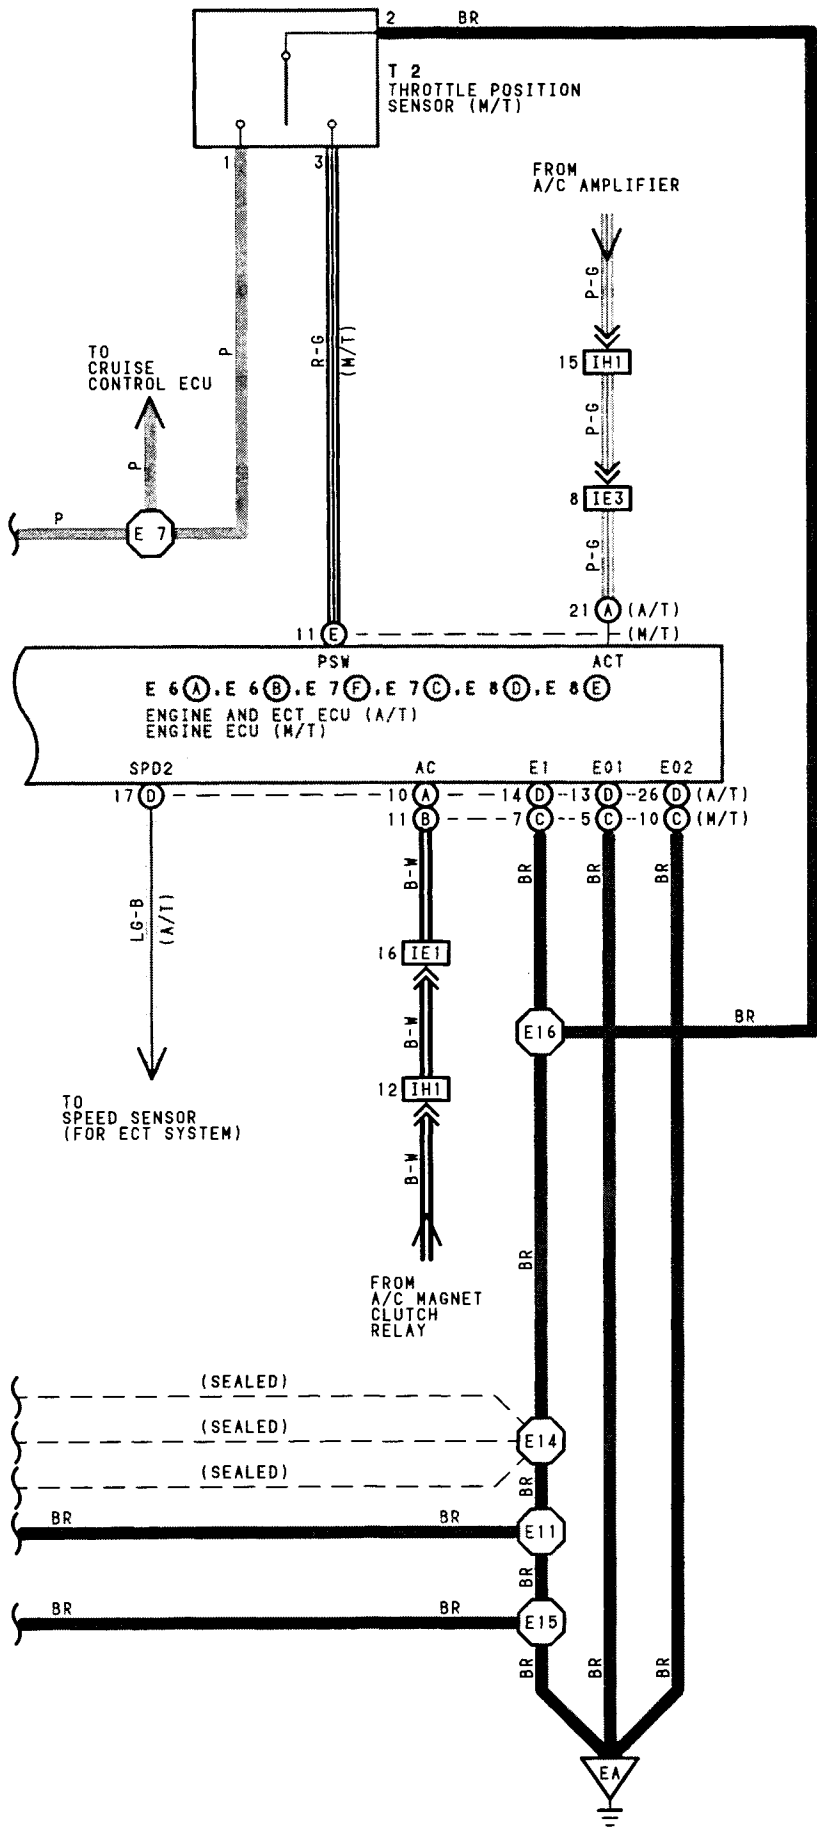 2 BR
T 2
THROTTLE POSITION
SENSOR (M/T)
1
3
FROM
A/C AMPLIFIER
P-G
P
R-G
(M/T)
TO
CRUISE
CONTROL ECU
15 IH1
P-G
P
P
E 7
8 IE3
P-G
21 A (A/T)
11 E
(M/T)
PSW
ACT
E 6 A, E 6 B, E 7 F, E 7 C, E 8 D, E 8 E
ENGINE AND ECT ECU (A/T)
ENGINE ECU (M/T)
SPD2
AC
E1
E01
E02
17 D
10 A
14 D
13 D
26 D (A/T)
11 B
7 C
5 C
10 C (M/T)
B-W
BR
BR
BR
LG-B
(A/T)
16 IE1
B-W
E16
BR
12 IH1
TO
SPEED SENSOR
(FOR ECT SYSTEM)
B-W
BR
FROM
A/C MAGNET
CLUTCH
RELAY
(SEALED)
(SEALED)
E14
(SEALED)
BR
BR
BR
E11
BR
BR
BR
E15
BR
BR
BR
EA